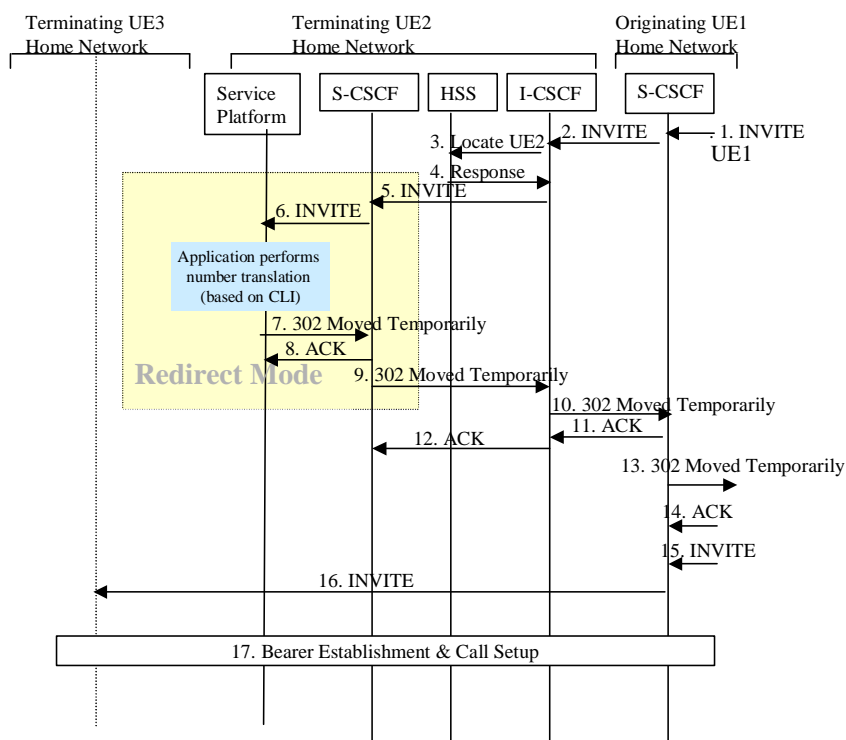 Terminating UE3
Home Network
Terminating UE2
Home Network
Originating UE1
Home Network
Service
Platform
S-CSCF
HSS
I-CSCF
S-CSCF
. 1. INVITE
UE1
2. INVITE
3. Locate UE2
4. Response
5. INVITE
6. INVITE
Application performs
number translation
(based on CLI)
7. 302 Moved Temporarily
8. ACK
Redirect Mode
9. 302 Moved Temporarily
10. 302 Moved Temporarily
11. ACK
12. ACK
13. 302 Moved Temporarily
14. ACK
15. INVITE
16. INVITE
17. Bearer Establishment & Call Setup